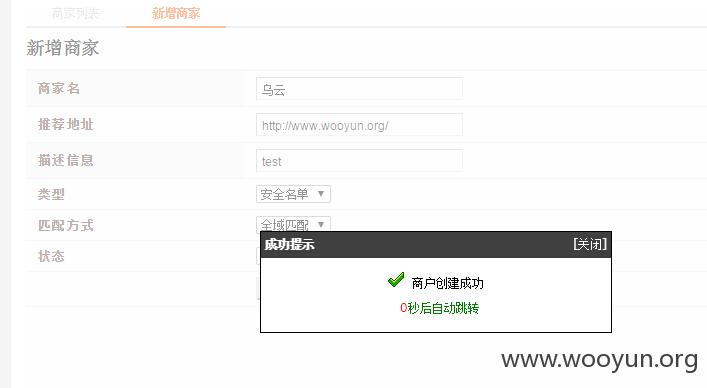 商家列表 新增商家
新增商家
商家名 乌云
推荐地址 http://www.wooyun.org/
描述信息 test
类型 安全名单 ▼
匹配方式 全域匹配 ▼
状态
成功提示 [关闭]
商户创建成功
0秒后自动跳转
www.wooyun.org